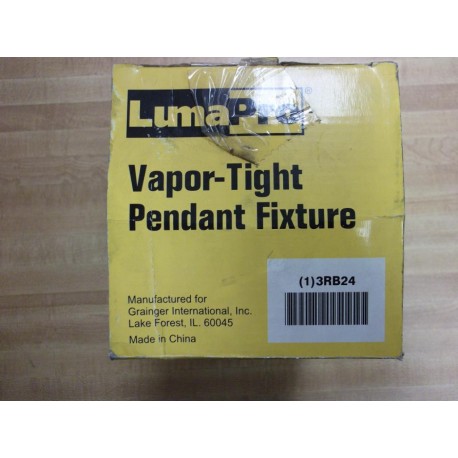 LumaPro®
Vapor-Tight
Pendant Fixture
(1)3RB24
Manufactured for
Grainger International, Inc.
Lake Forest, IL. 60045
Made in China